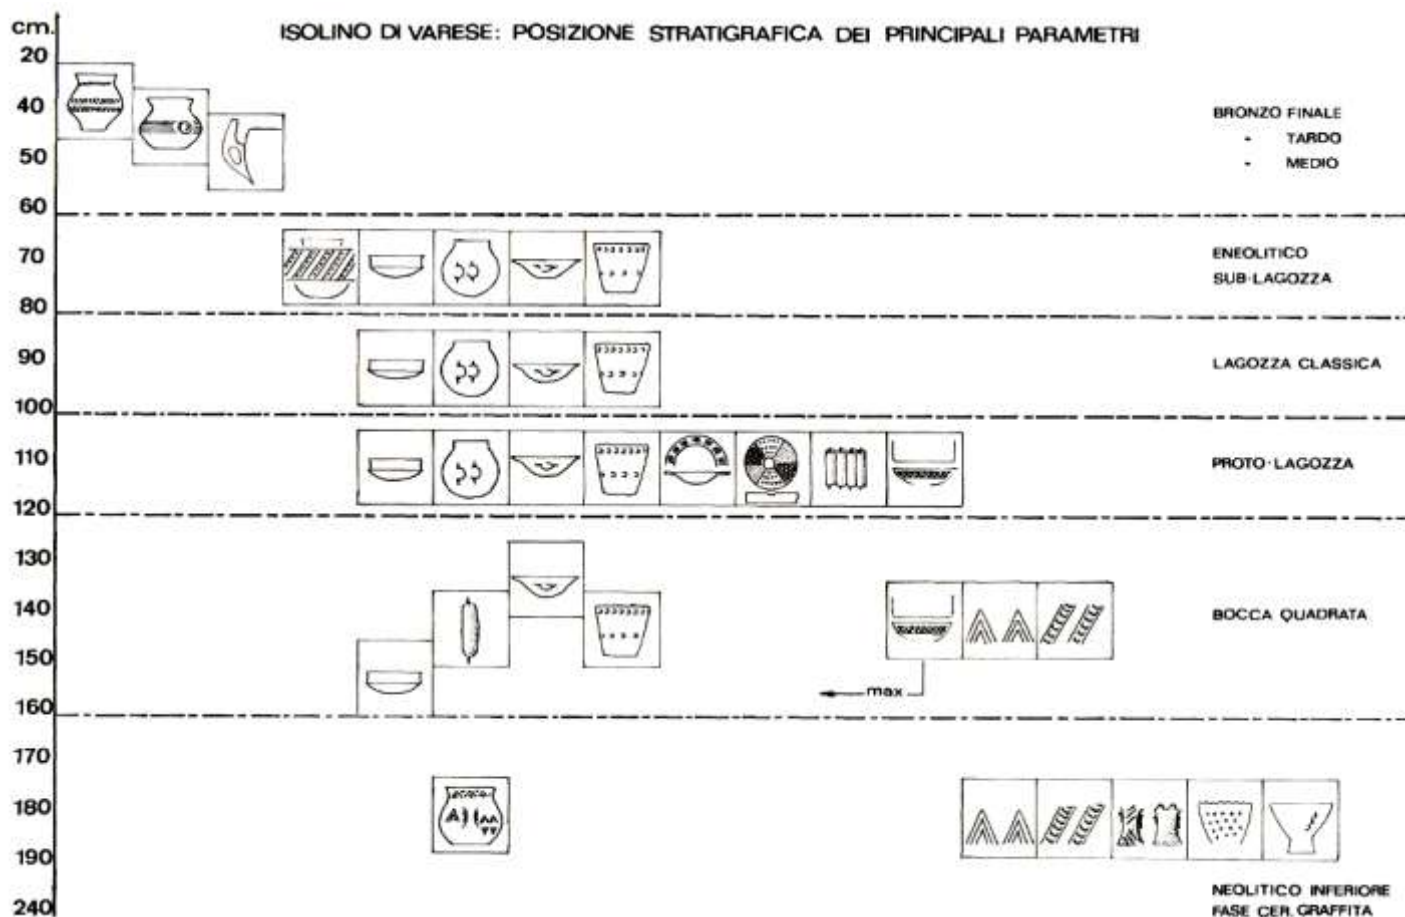 cm.
ISOLINO DI VARESE: POSIZIONE STRATIGRAFICA DEI PRINCIPALI PARAMETRI
20
40
50
60
70
80
90
100
110
120
130
140
150
160
170
180
190
240
BRONZO FINALE
- TARDO
- MEDIO
ENEOLITICO
SUB-LAGOZZA
LAGOZZA CLASSICA
PROTO-LAGOZZA
BOCCA QUADRATA
max
NEOLITICO INFERIORE
FASE CER. GRAFFITA